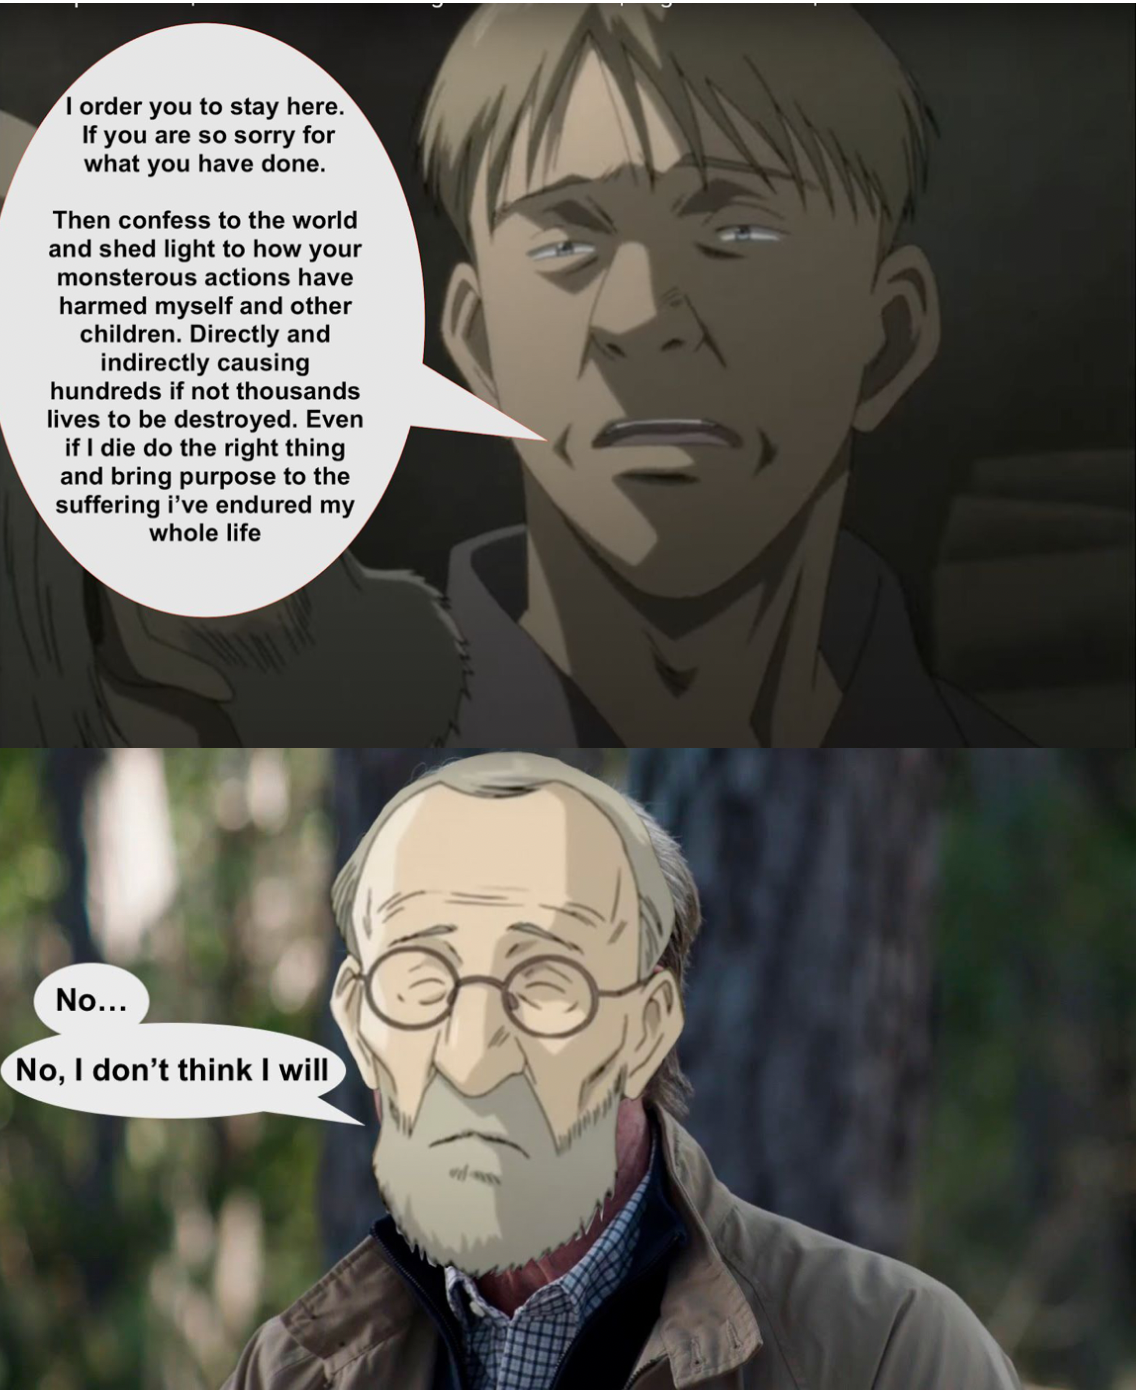 I order you to stay here.
If you are so sorry for
what you have done.
Then confess to the world
and shed light to how your
monsterous actions have
harmed myself and other
children. Directly and
indirectly causing
hundreds if not thousands
lives to be destroyed. Even
if I die do the right thing
and bring purpose to the
suffering i've endured my
whole life
No...
No, I don't think I will